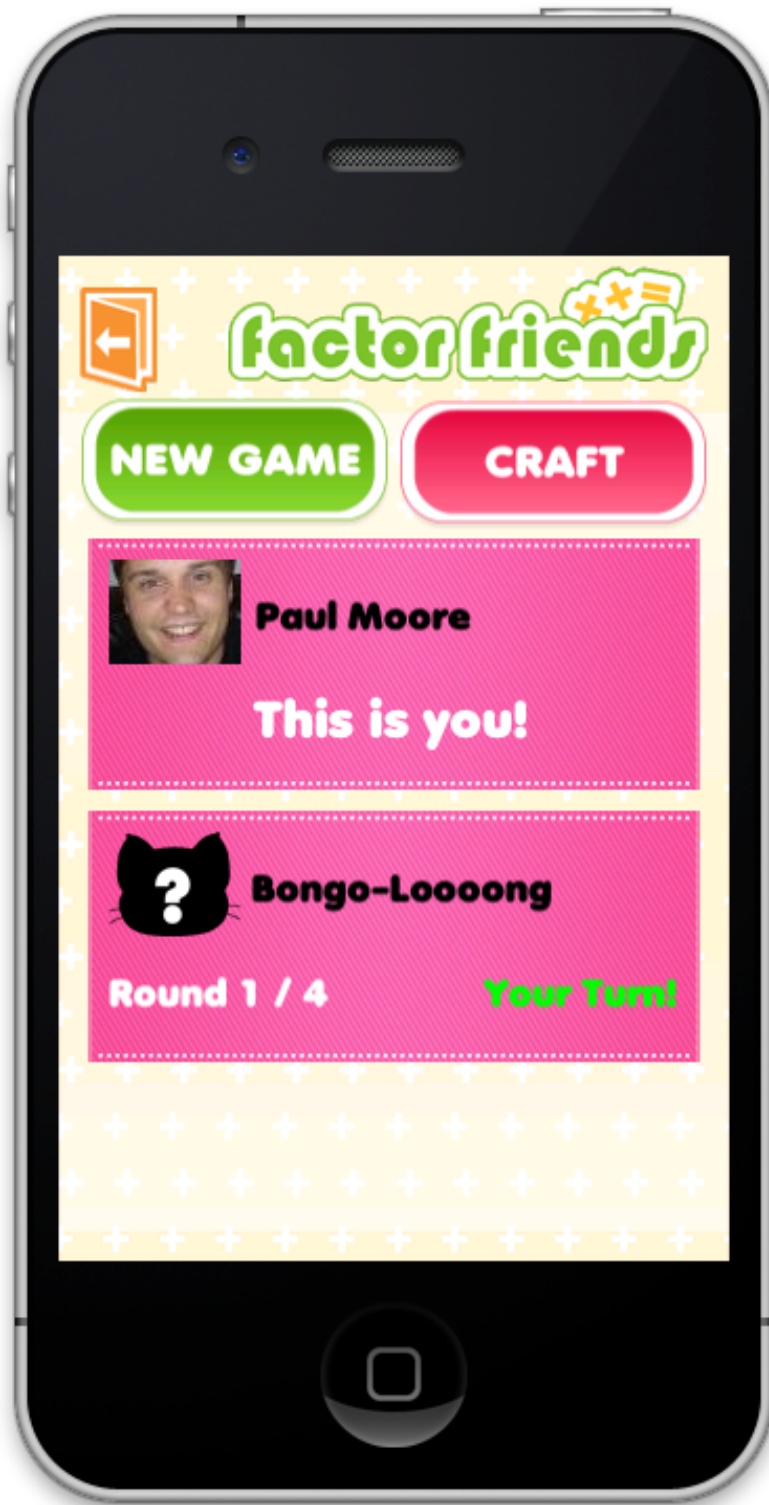 factor friends
NEW GAME
CRAFT
Paul Moore
This is you!
?
Bongo-Loooong
Round 1 / 4
Your Turn!